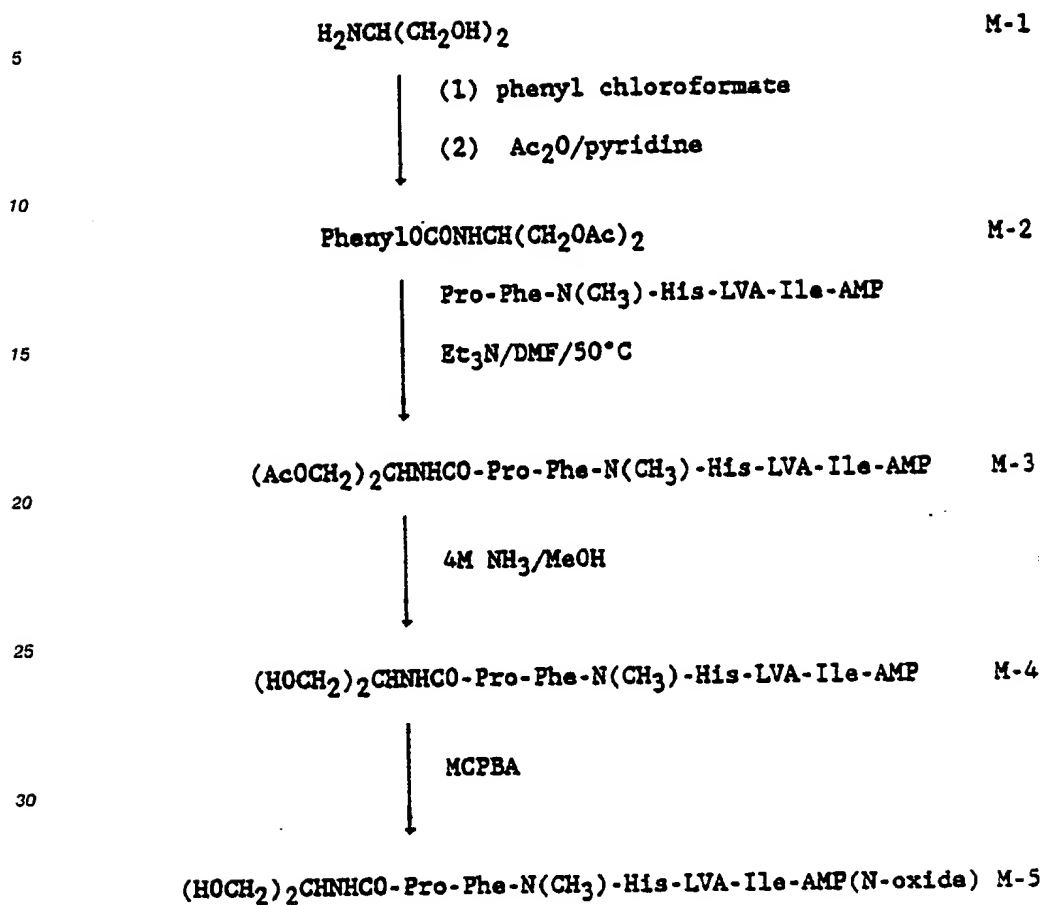 H2NCH(CH2OH)2 M-1
5
(1) phenyl chloroformate
(2) Ac2O/pyridine
10
PhenylOCONHCH(CH2OAc)2 M-2
Pro-Phe-N(CH3)-His-LVA-Ile-AMP
15
Et3N/DMF/50°C
(AcOCH2)2CHNHCO-Pro-Phe-N(CH3)-His-LVA-Ile-AMP M-3
20
4M NH3/MeOH
25
(HOCH2)2CHNHCO-Pro-Phe-N(CH3)-His-LVA-Ile-AMP M-4
MCPBA
30
(HOCH2)2CHNHCO-Pro-Phe-N(CH3)-His-LVA-Ile-AMP(N-oxide) M-5